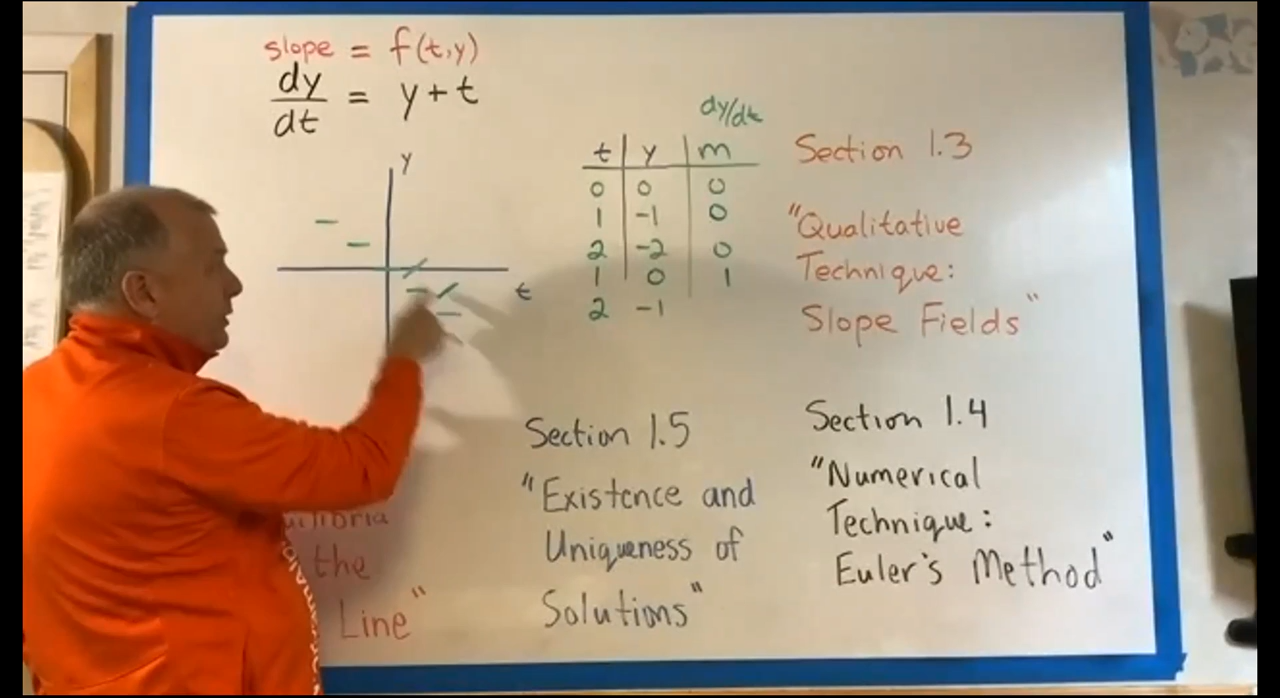 slope = f(t,y)
dy/dt = y+t
y
t
dy/dt
t y m
0 0 0
1 -1 0
2 -2 0
1 0 1
2 -1
Section 1.3
"Qualitative
Technique:
Slope Fields"
Section 1.4
"Numerical
Technique:
Euler's Method"
Section 1.5
"Existence and
Uniqueness of
Solutions"
the
Line"